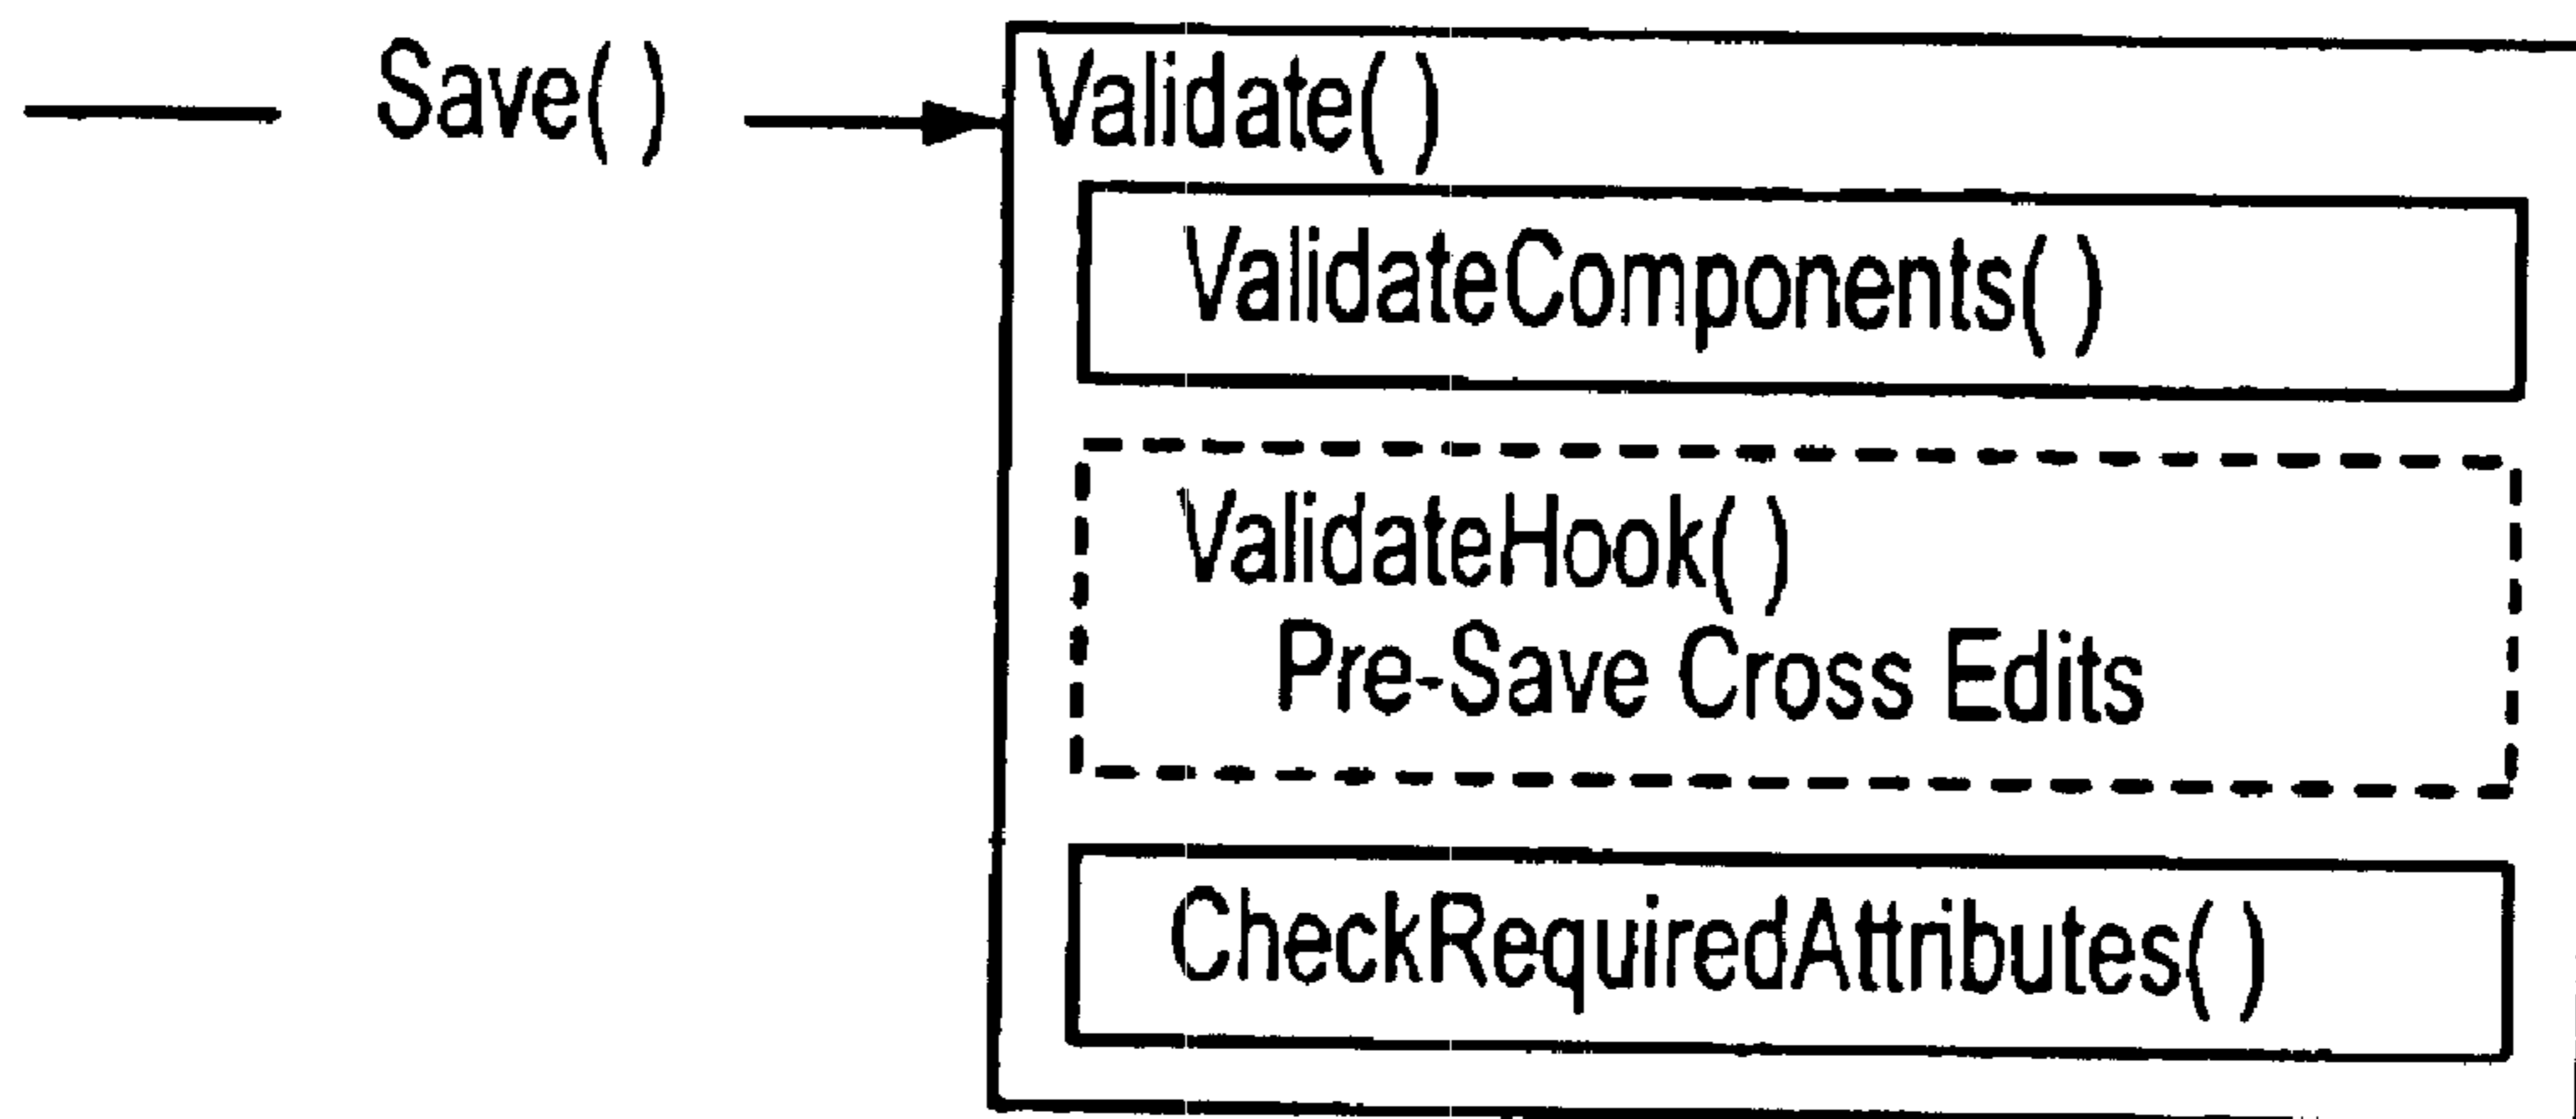 Save( )
Validate( )
ValidateComponents( )
ValidateHook( )
Pre-Save Cross Edits
CheckRequiredAttributes( )